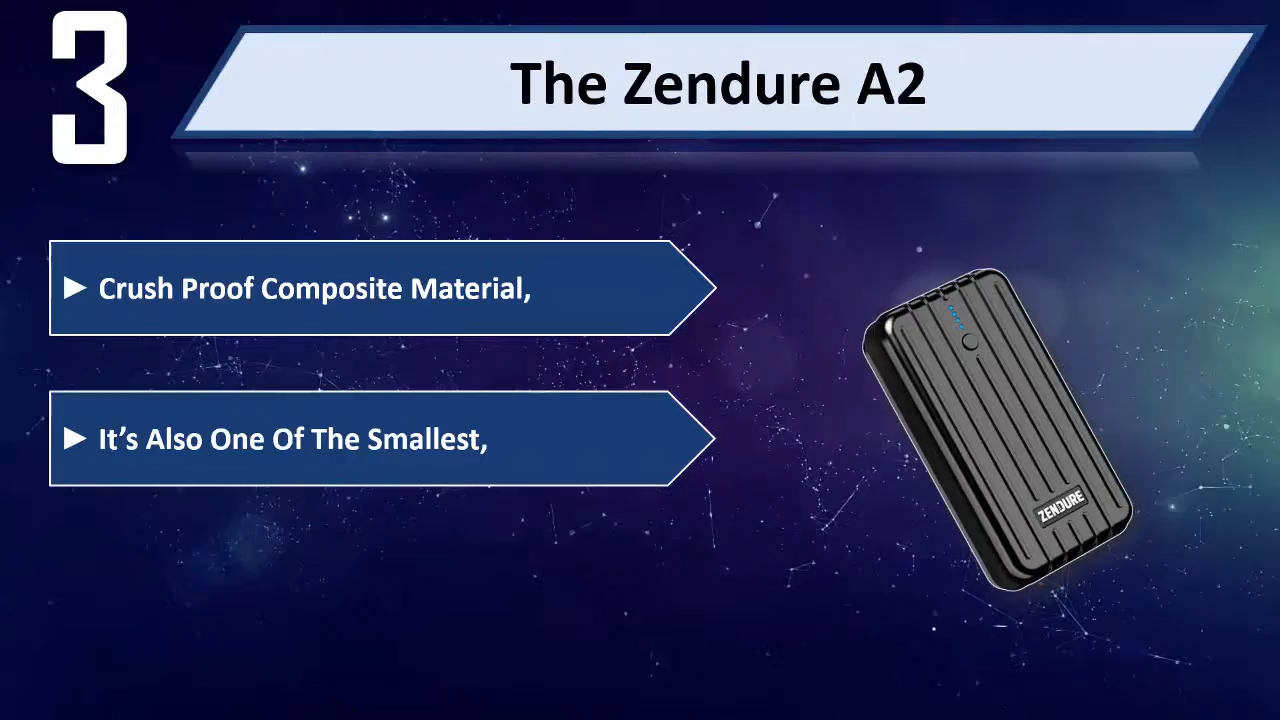 3
The Zendure A2
► Crush Proof Composite Material,
► It’s Also One Of The Smallest,
ZENDURE